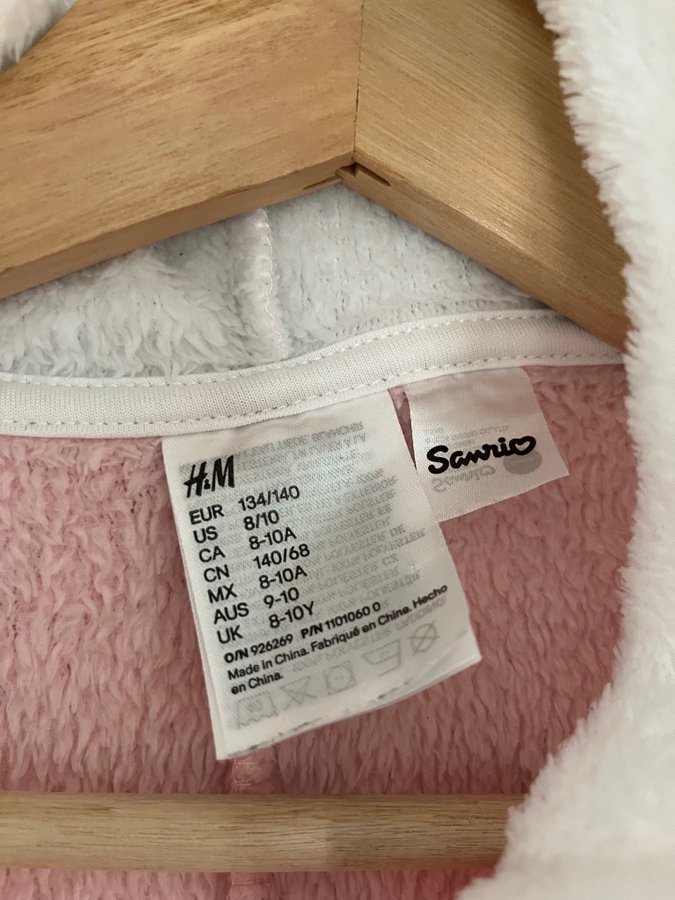 H&M
EUR 134/140
US 8/10
CA 8-10A
CN 140/68
MX 8-10A
AUS 9-10
UK 8-10Y
O/N 926269 P/N 1101060 0
Made in China. Fabriqué en China. Hecho
en China.
Sanrio